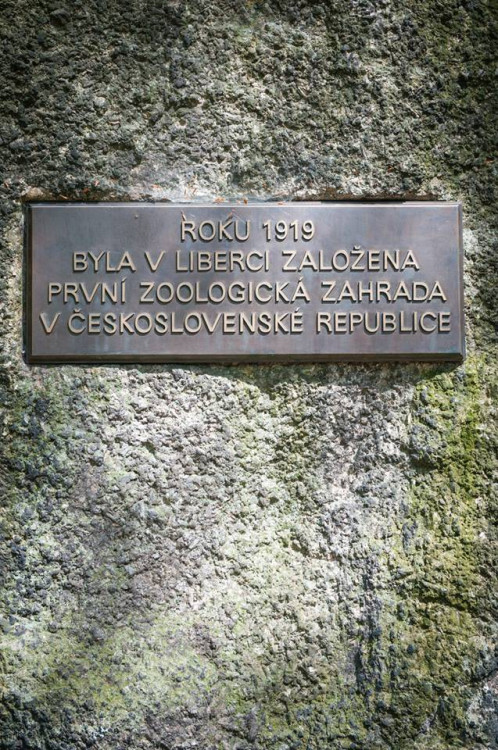 ROKU 1919
BYLA V LIBERCI ZALOŽENA
PRVNÍ ZOOLOGICKÁ ZAHRADA
V ČESKOSLOVENSKÉ REPUBLICE